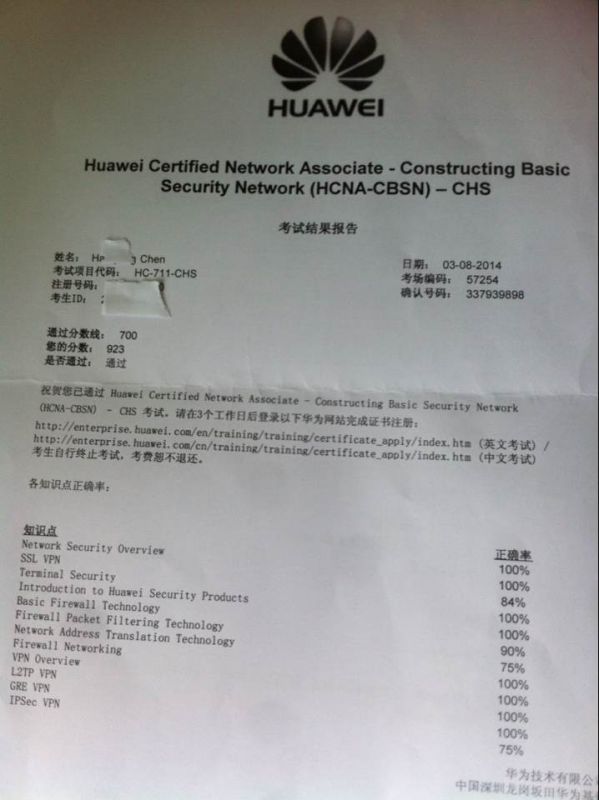 HUAWEI
Huawei Certified Network Associate - Constructing Basic
Security Network (HCNA-CBSN) – CHS
考试结果报告
姓名: Chen
日期: 03-08-2014
考试项目代码: HC-711-CHS
考场编码: 57254
注册号码:
确认号码: 337939898
考生ID:
通过分数线: 700
您的分数: 923
是否通过: 通过
祝贺您已通过 Huawei Certified Network Associate - Constructing Basic Security Network
(HCNA-CBSN) - CHS 考试。请在3个工作日后登录以下华为网站完成证书注册:
http://enterprise.huawei.com/en/training/training/certificate_apply/index.htm (英文考试) /
http://enterprise.huawei.com/cn/training/training/certificate_apply/index.htm (中文考试)
考生自行终止考试,考费恕不退还。
各知识点正确率:
知识点 正确率
Network Security Overview 100%
SSL VPN 100%
Terminal Security 84%
Introduction to Huawei Security Products 100%
Basic Firewall Technology 100%
Firewall Packet Filtering Technology 90%
Network Address Translation Technology 75%
Firewall Networking 100%
VPN Overview 100%
L2TP VPN 100%
GRE VPN 100%
IPSec VPN 75%
华为技术有限公
中国深圳龙岗坂田华为基